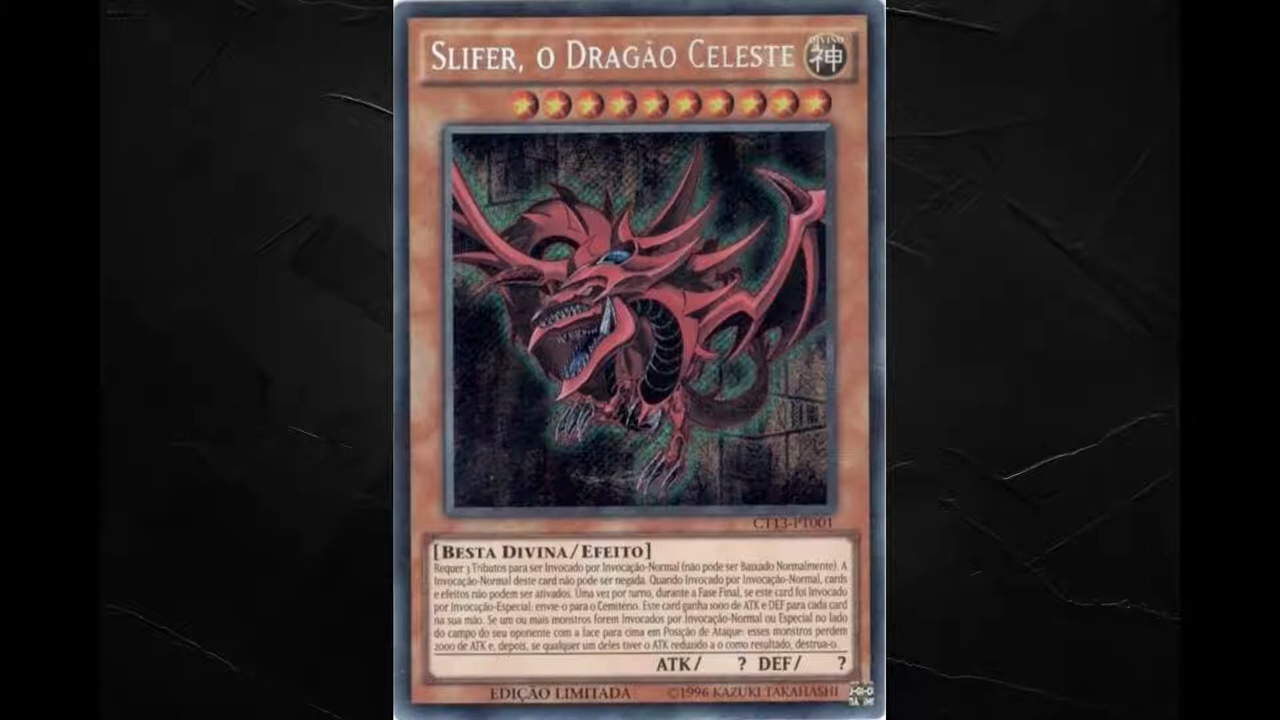 SLIFER, O DRAGÃO CELESTE
DIVINO
神
CT13-PT001
[BESTA DIVINA/EFEITO]
Requer 3 Tributos para ser Invocado por Invocação-Normal (não pode ser Baixado Normalmente). A
Invocação-Normal deste card não pode ser negada. Quando Invocado por Invocação-Normal, cards
e efeitos não podem ser ativados. Uma vez por turno, durante a Fase Final, se este card foi Invocado
por Invocação-Especial: envie-o para o Cemitério. Este card ganha 1000 de ATK e DEF para cada card
na sua mão. Se um ou mais monstros forem Invocados por Invocação-Normal ou Especial no lado
do campo do seu oponente com a face para cima em Posição de Ataque: esses monstros perdem
2000 de ATK e, depois, se qualquer um deles tiver o ATK reduzido a 0 como resultado, destrua-o.
ATK/ ? DEF/ ?
EDIÇÃO LIMITADA ©1996 KAZUKI TAKAHASHI